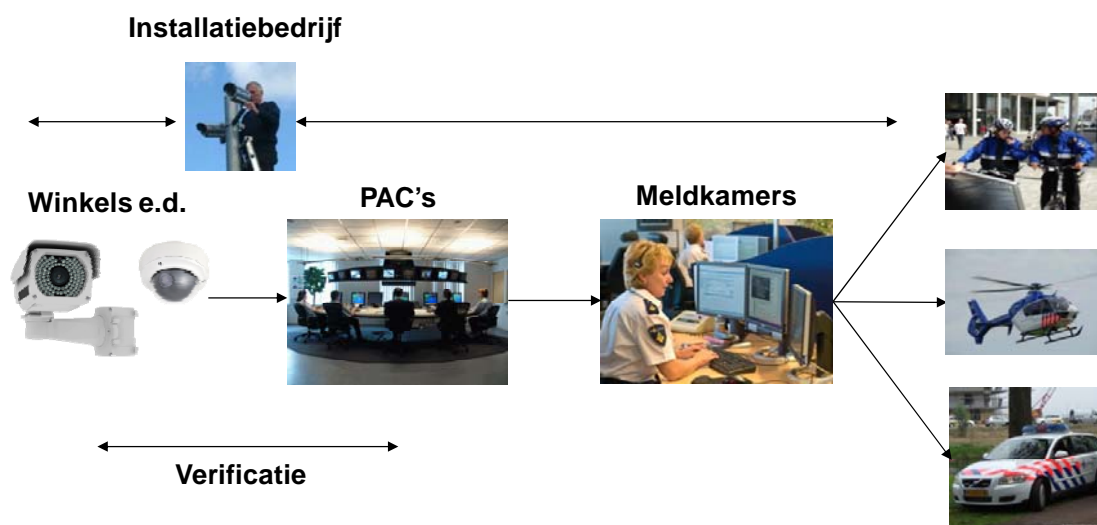 Installatiebedrijf
Winkels e.d.
PAC’s
Meldkamers
Verificatie